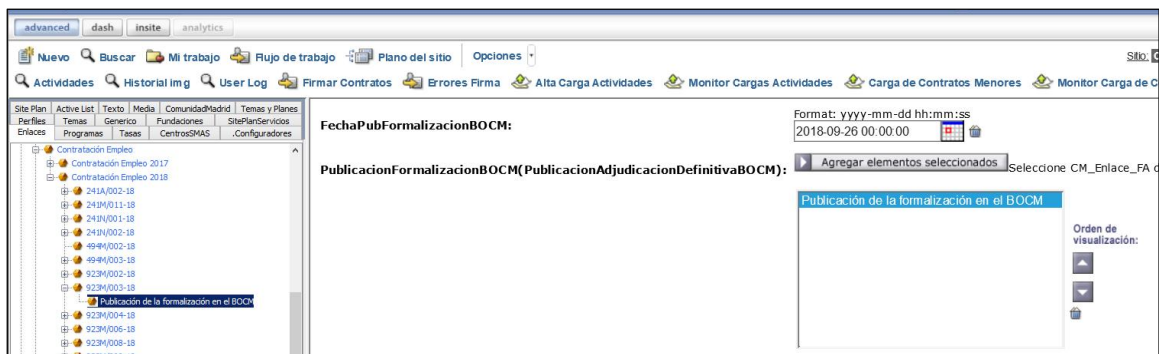 advanced dash insite analytics
Nuevo Buscar Mi trabajo Flujo de trabajo Plano del sitio Opciones Sitio:
Actividades Historial img User Log Firmar Contratos Errores Firma Alta Carga Actividades Monitor Cargas Actividades Carga de Contratos Menores Monitor Carga de C
Site Plan Active List Texto Media ComunidadMadrid Temas y Planes
Perfiles Temas Generico Fundaciones SitePlanServicios
Enlaces Programas Tasas CentrosSMAS .Configuradores
Contratación Empleo
Contratación Empleo 2017
Contratación Empleo 2018
241A/002-18
241M/011-18
241N/001-18
241N/002-18
494M/002-18
494M/003-18
923M/002-18
923M/003-18
Publicación de la formalización en el BOCM
923M/004-18
923M/006-18
923M/008-18
FechaPubFormalizacionBOCM:
Format: yyyy-mm-dd hh:mm:ss
2018-09-26 00:00:00
PublicacionFormalizacionBOCM(PublicacionAdjudicacionDefinitivaBOCM):
Agregar elementos seleccionados Seleccione CM_Enlace_FA d
Publicación de la formalización en el BOCM
Orden de
visualización: